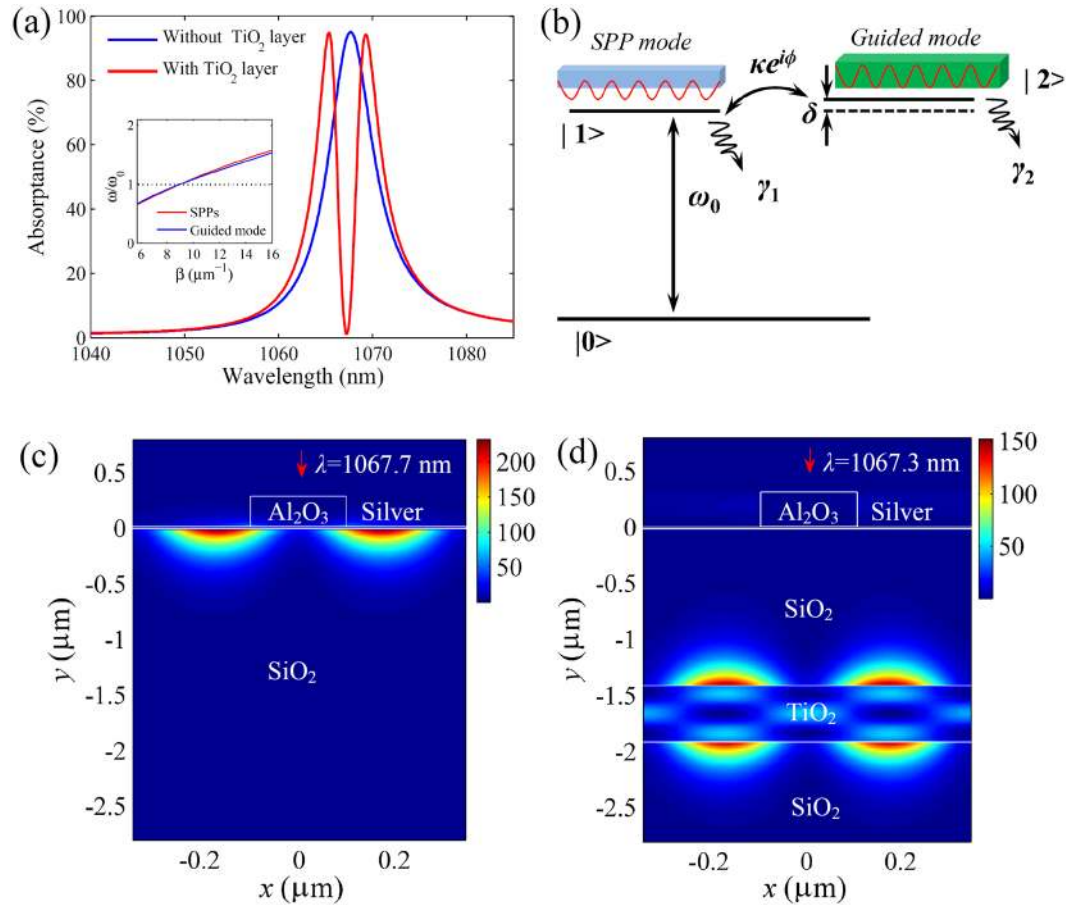 (a)
100
80
60
40
20
0
Absorptance (%)
Without TiO₂ layer
With TiO₂ layer
2
1
0
ω/ω₀
SPPs
Guided mode
6 8 10 12 14 16
β (μm⁻¹)
1040 1050 1060 1070 1080
Wavelength (nm)
(b)
SPP mode
Guided mode
κe^{iϕ}
| 1>
| 2>
δ
γ₁
γ₂
ω₀
|0>
(c)
λ=1067.7 nm
Al₂O₃ Silver
SiO₂
0.5
0
-0.5
-1
-1.5
-2
-2.5
y (μm)
-0.2 0 0.2
x (μm)
200
150
100
50
(d)
λ=1067.3 nm
Al₂O₃ Silver
SiO₂
TiO₂
SiO₂
0.5
0
-0.5
-1
-1.5
-2
-2.5
y (μm)
-0.2 0 0.2
x (μm)
150
100
50